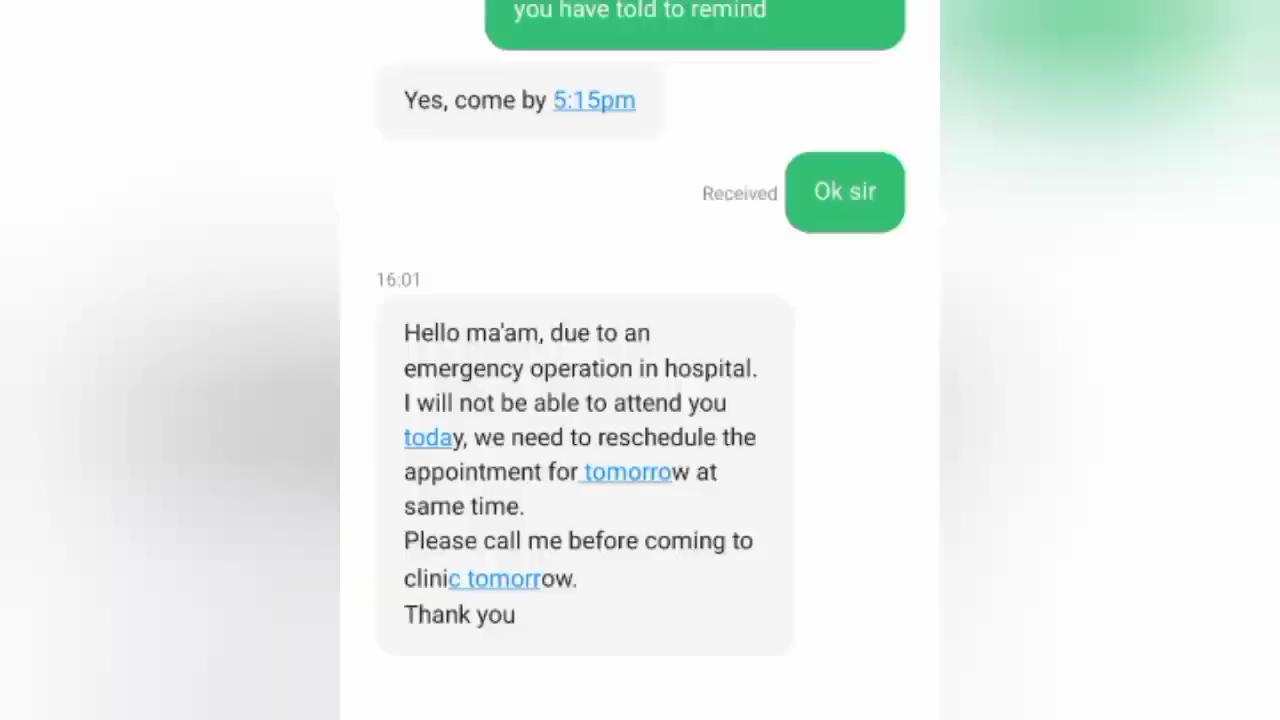 you have told to remind
Yes, come by 5:15pm
Received
Ok sir
16:01
Hello ma'am, due to an
emergency operation in hospital.
I will not be able to attend you
today, we need to reschedule the
appointment for tomorrow at
same time.
Please call me before coming to
clinic tomorrow.
Thank you